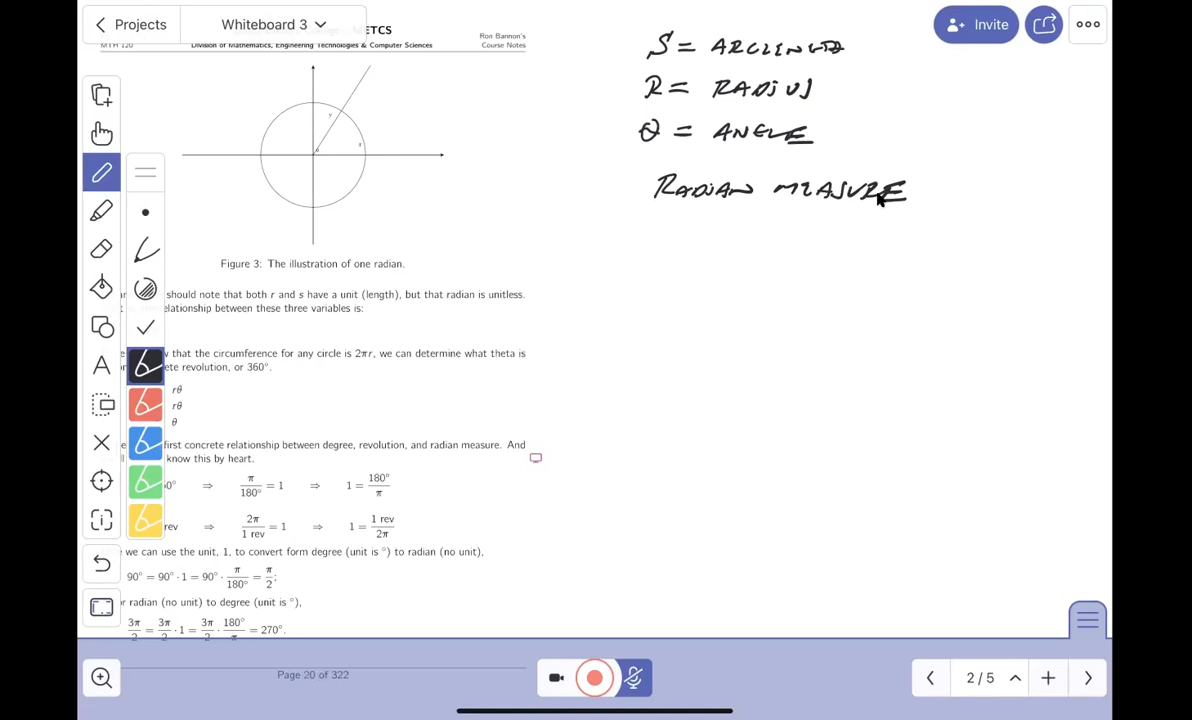 Projects
Whiteboard 3
ETCS
Ron Bannon's
MTH 120
Division of Mathematics, Engineering Technologies & Computer Sciences
Course Notes
Invite
S = ARCLENGTH
R = RADIUS
θ = ANGLE
RADIAN MEASURE
Figure 3: The illustration of one radian.
should note that both r and s have a unit (length), but that radian is unitless.
elationship between these three variables is:
that the circumference for any circle is 2πr, we can determine what theta is
ete revolution, or 360°.
rθ
rθ
θ
first concrete relationship between degree, revolution, and radian measure. And
know this by heart.
0° ⇒ π/180° = 1 ⇒ 1 = 180°/π
rev ⇒ 2π/1 rev = 1 ⇒ 1 = 1 rev/2π
we can use the unit, 1, to convert form degree (unit is °) to radian (no unit),
90° = 90° · 1 = 90° · π/180° = π/2;
r radian (no unit) to degree (unit is °),
3π/2 = 3π/2 · 1 = 3π/2 · 180°/π = 270°.
Page 20 of 322
2/5